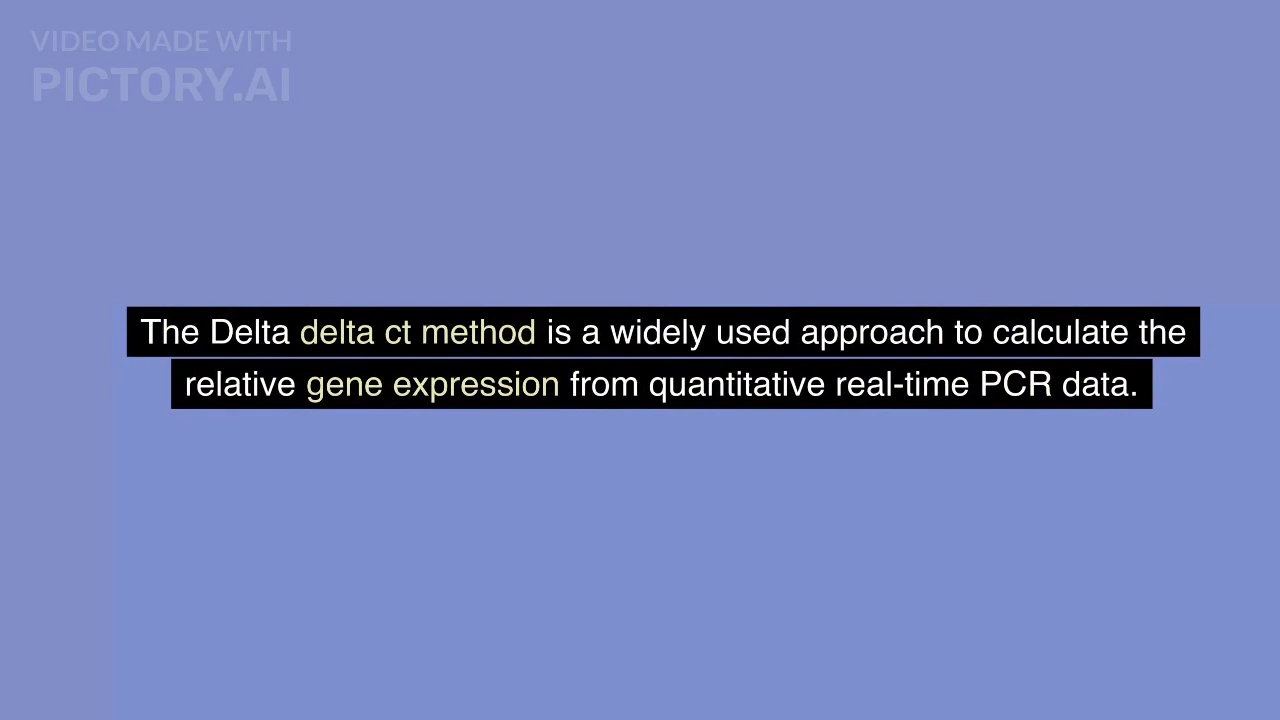 VIDEO MADE WITH
PICTORY.AI
The Delta delta ct method is a widely used approach to calculate the
relative gene expression from quantitative real-time PCR data.